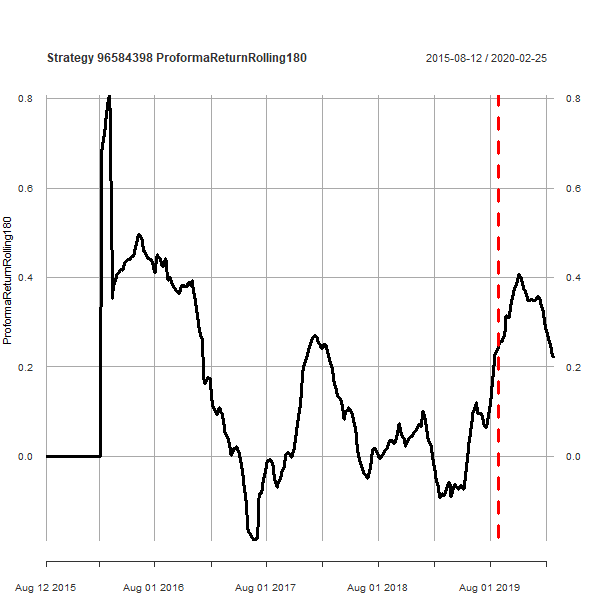 Strategy 96584398 ProformaReturnRolling180
2015-08-12 / 2020-02-25
0.8 0.8
0.6 0.6
0.4 0.4
0.2 0.2
0.0 0.0
ProformaReturnRolling180
Aug 12 2015 Aug 01 2016 Aug 01 2017 Aug 01 2018 Aug 01 2019